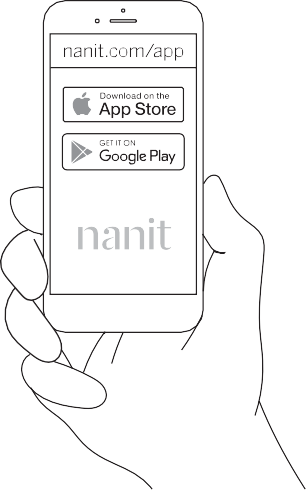 nanit.com/app
Download on the
App Store
GET IT ON
Google Play
nanit